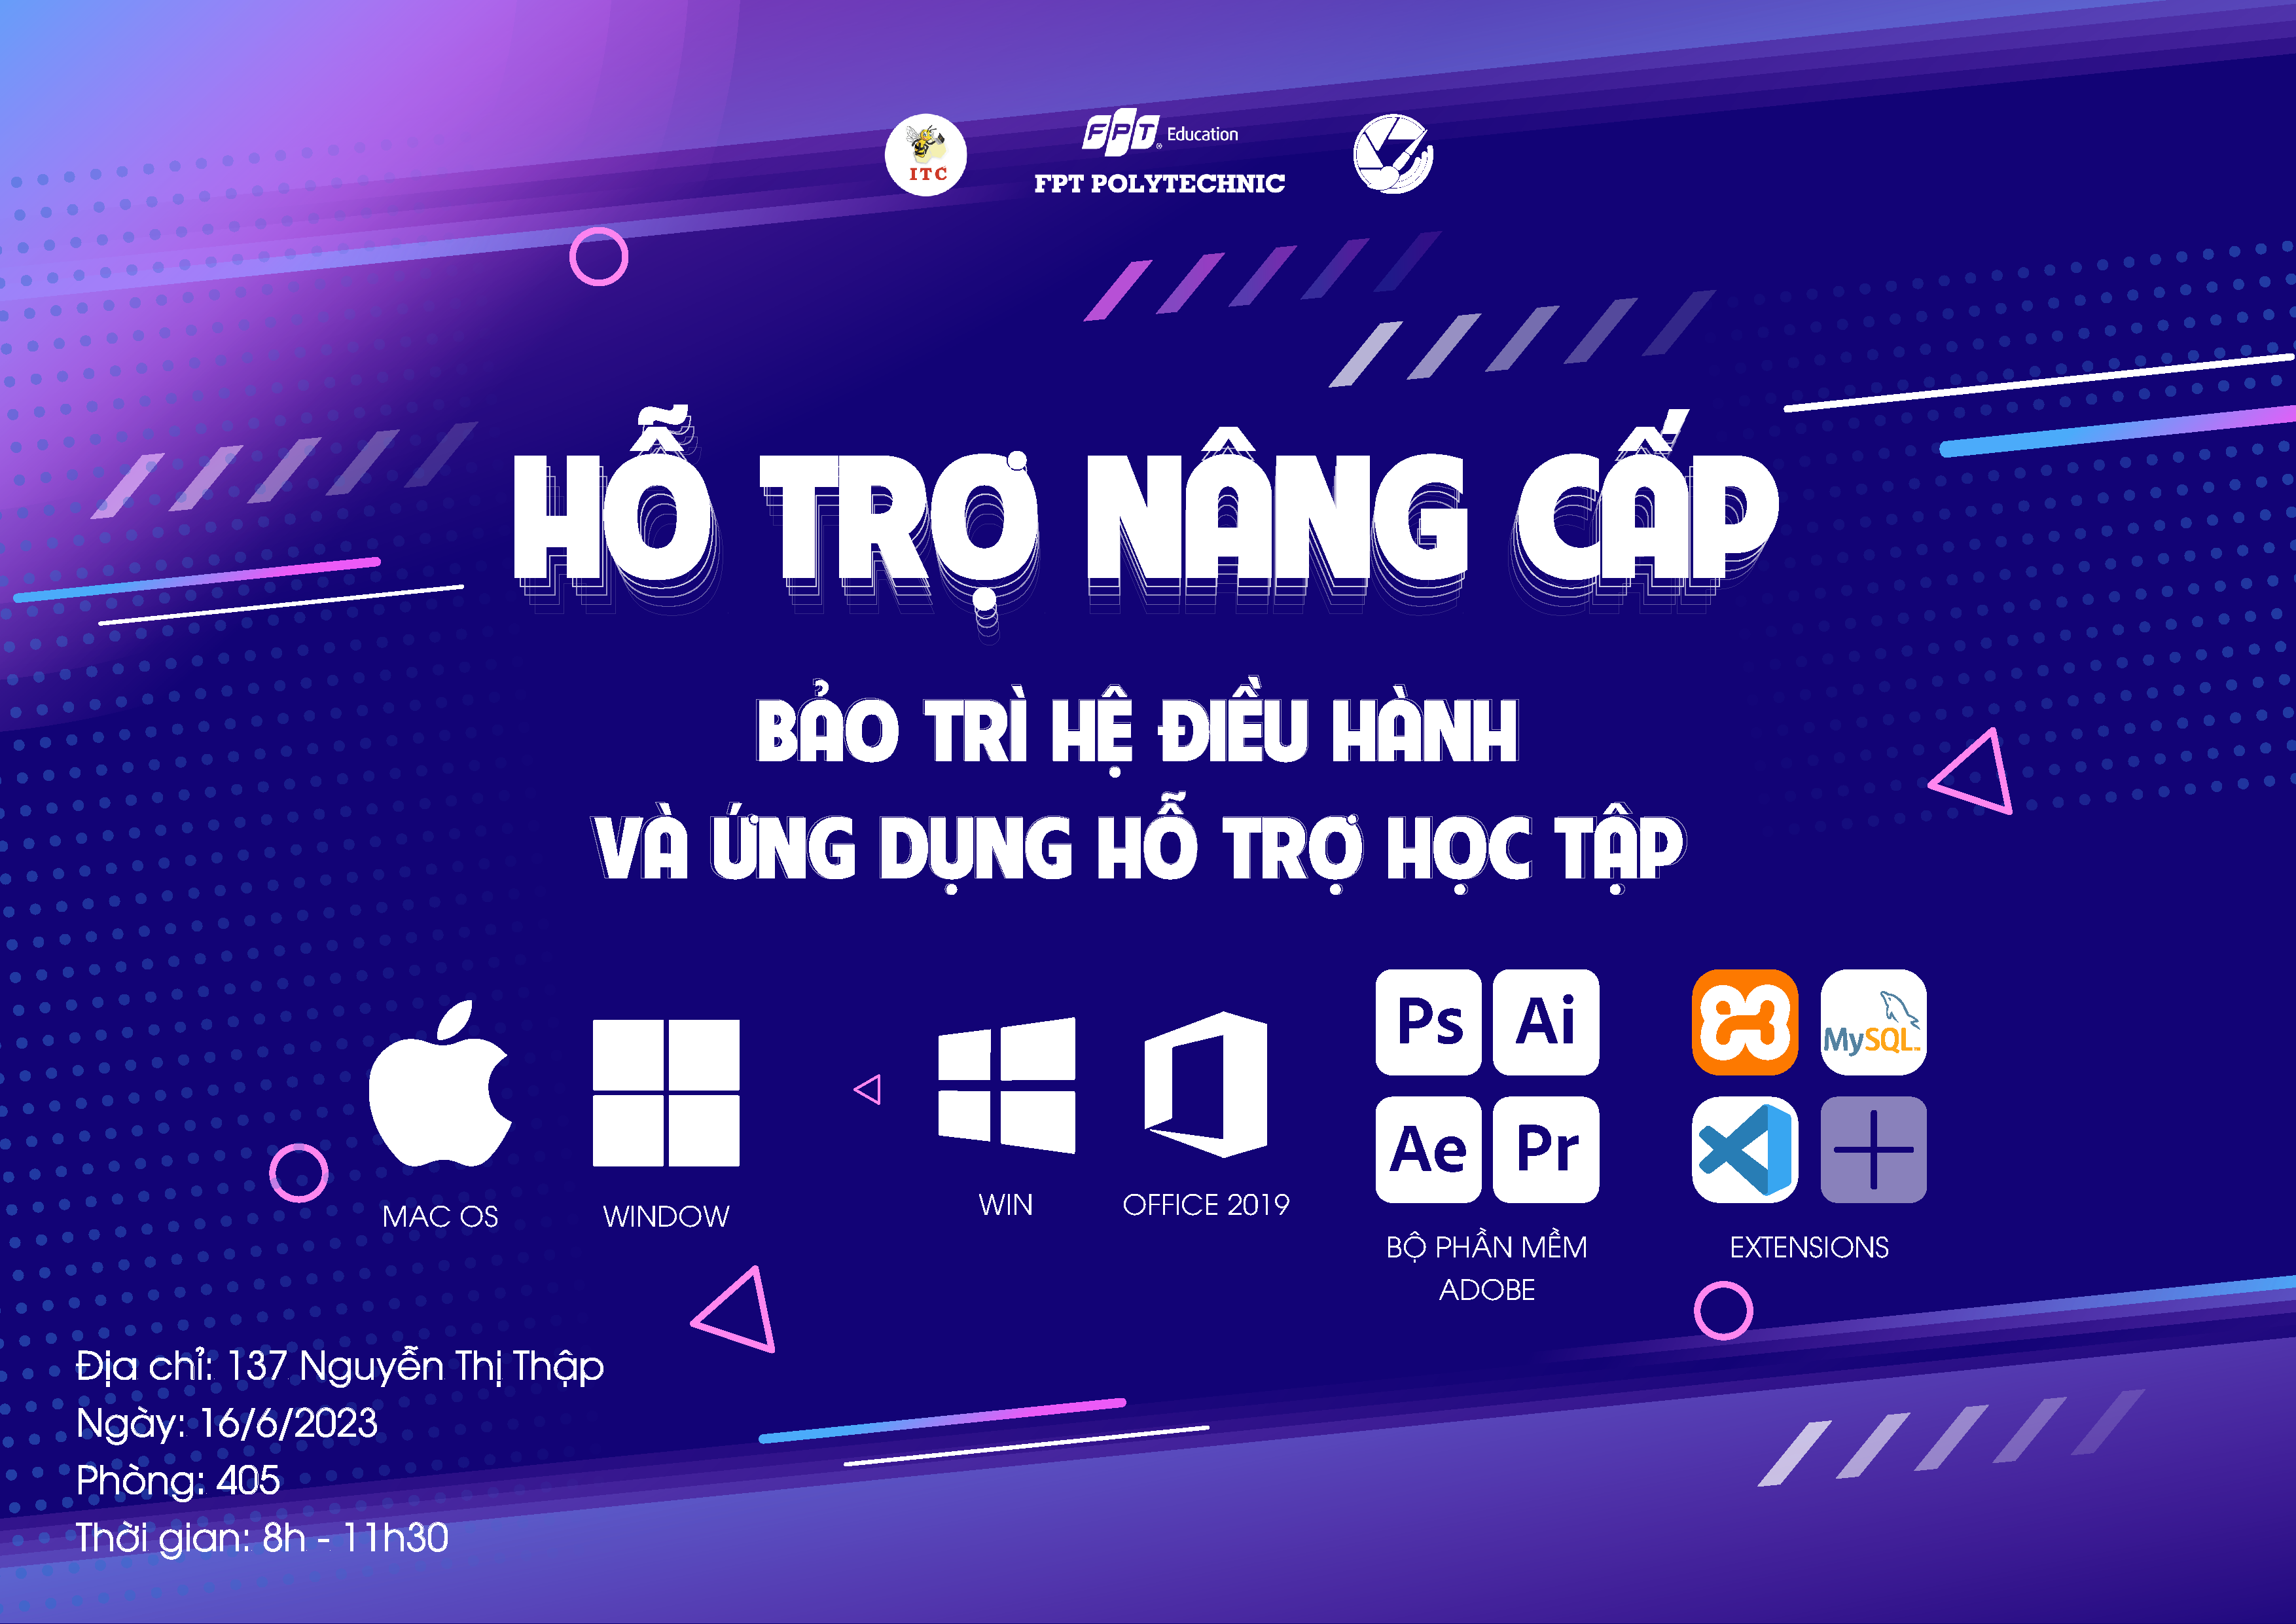 ITC
FPT Education
FPT POLYTECHNIC
HỖ TRỢ NÂNG CẤP
BẢO TRÌ HỆ ĐIỀU HÀNH
VÀ ỨNG DỤNG HỖ TRỢ HỌC TẬP
Ps Ai
MySQL
Ae Pr
MAC OS
WINDOW
WIN
OFFICE 2019
BỘ PHẦN MỀM
ADOBE
EXTENSIONS
Địa chỉ: 137 Nguyễn Thị Thập
Ngày: 16/6/2023
Phòng: 405
Thời gian: 8h - 11h30